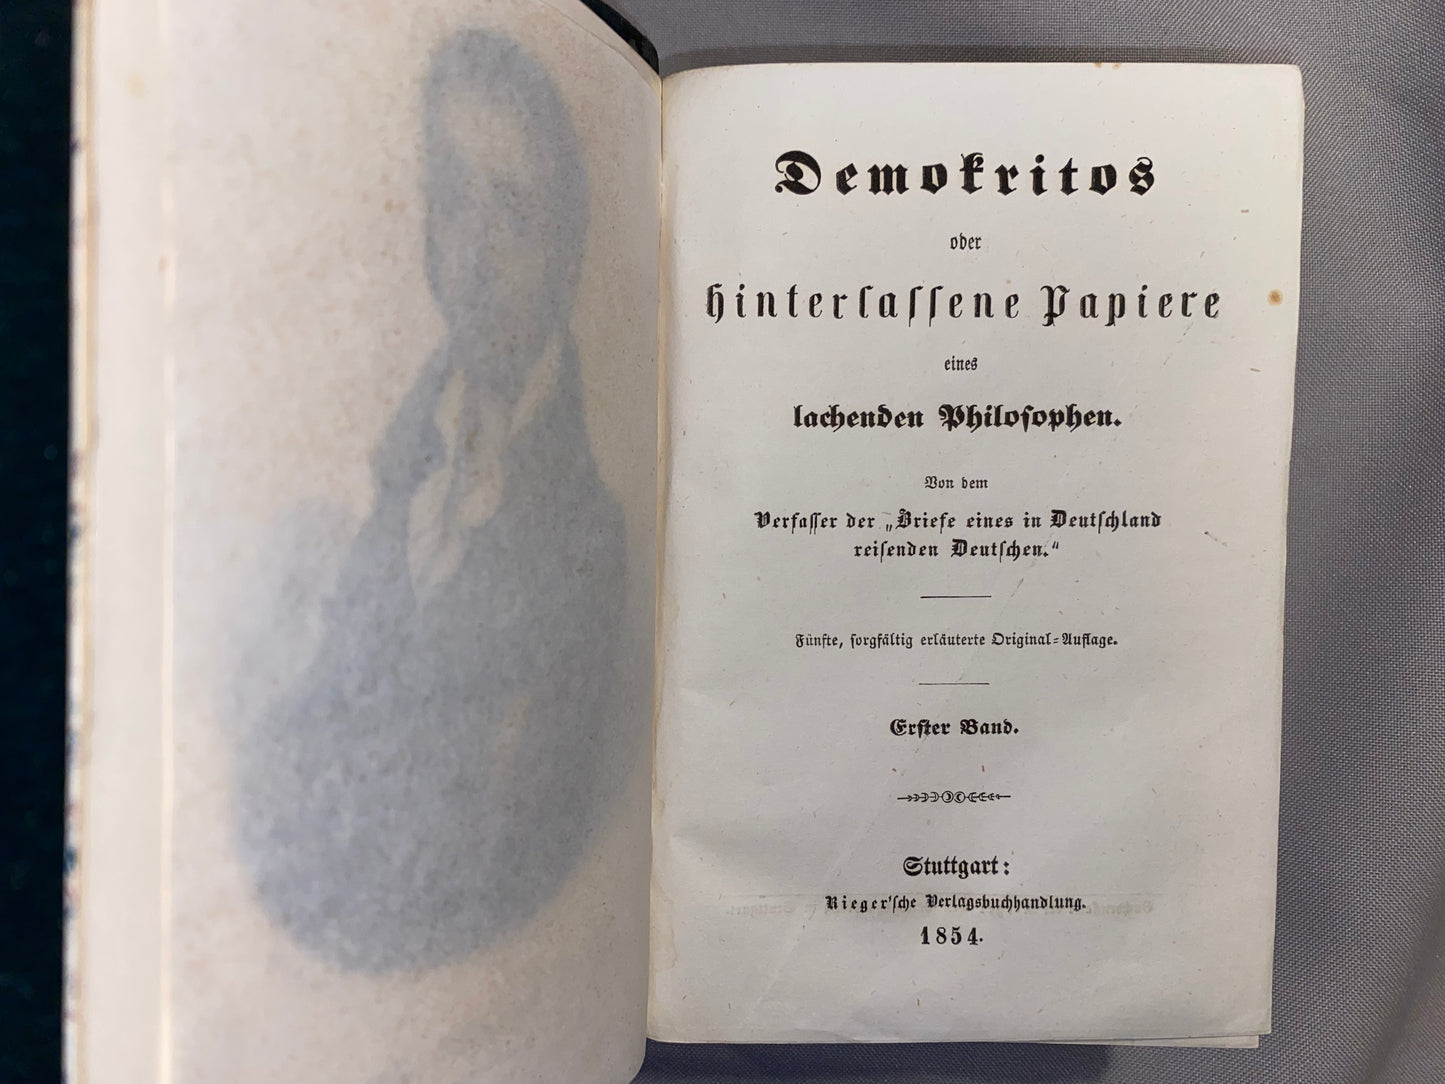 Demokritos
oder
hinterlassene Papiere
eines
lachenden Philosophen.
Von dem
Verfasser der „Briefe eines in Deutschland
reisenden Deutschen.“
Fünfte, sorgfältig erläuterte Original-Auflage.
Erster Band.
Stuttgart:
Rieger'sche Verlagsbuchhandlung.
1854.